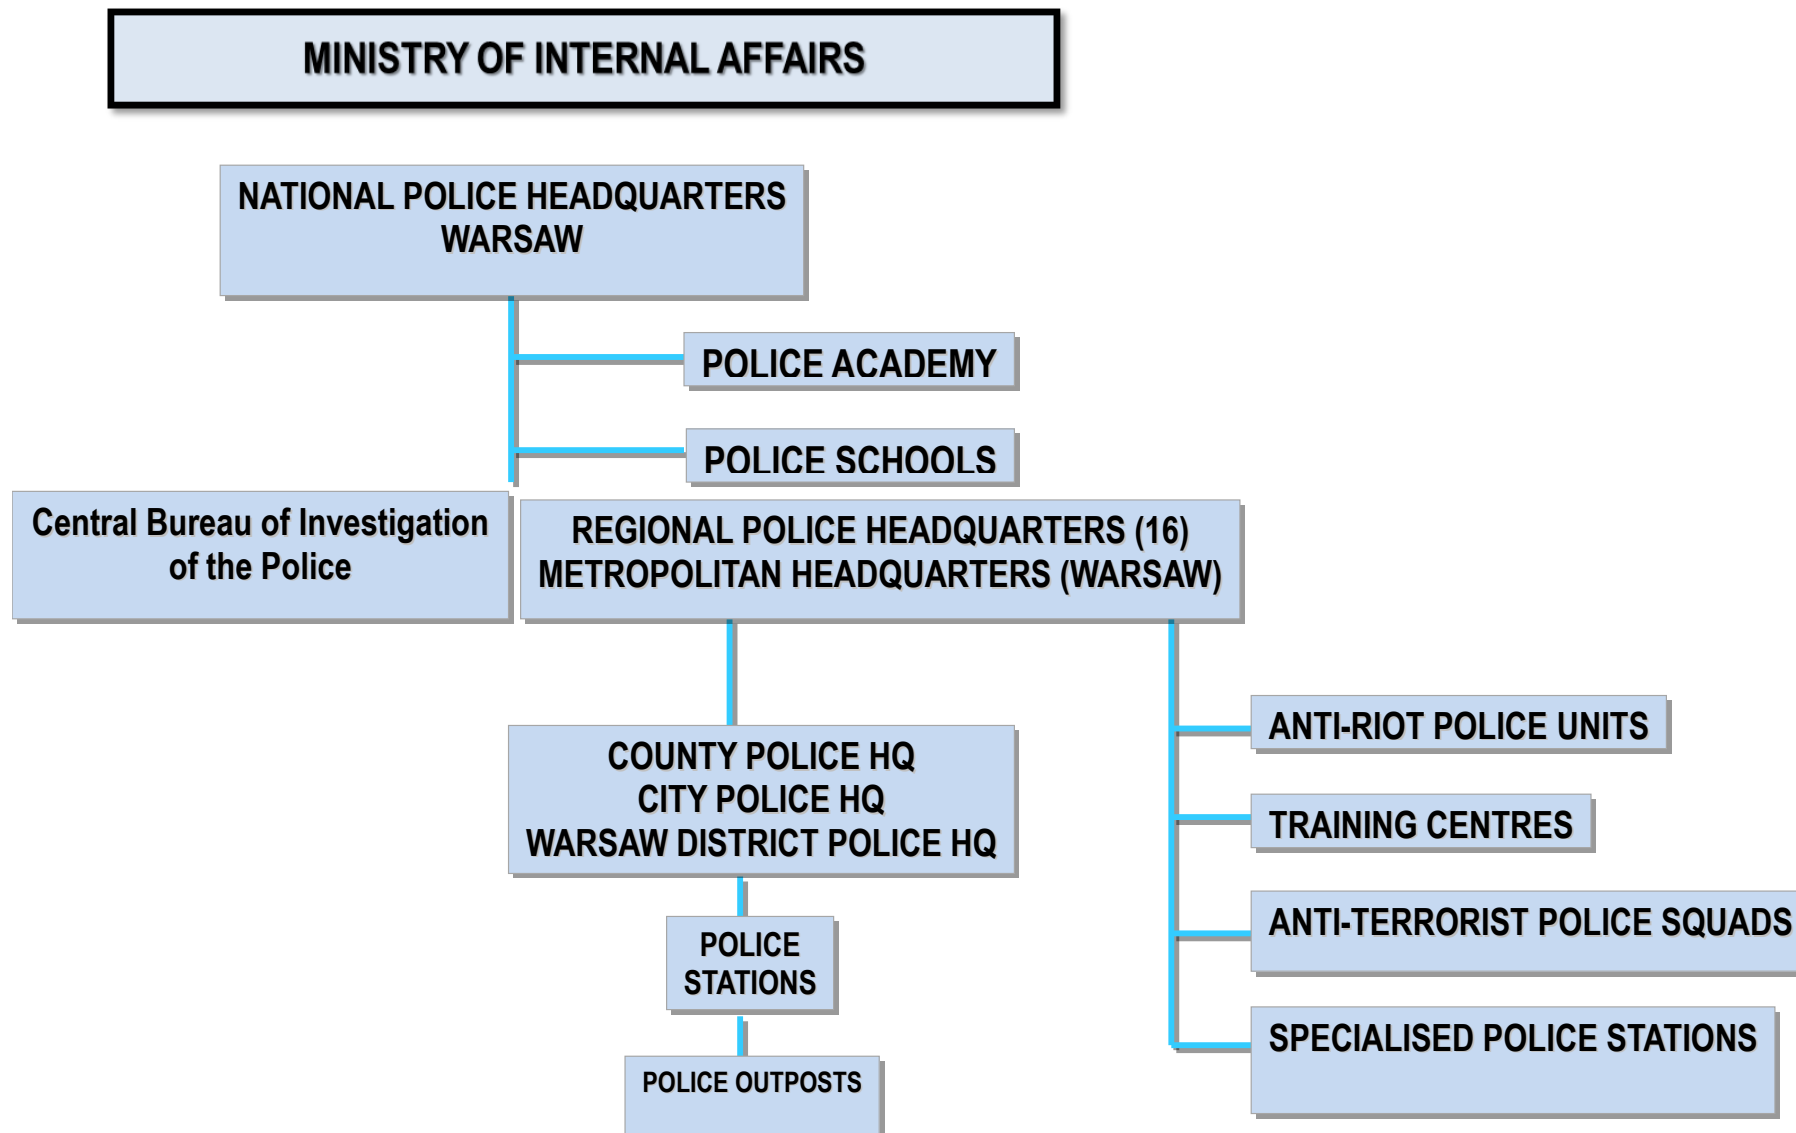 MINISTRY OF INTERNAL AFFAIRS
NATIONAL POLICE HEADQUARTERS
WARSAW
POLICE ACADEMY
POLICE SCHOOLS
Central Bureau of Investigation
of the Police
REGIONAL POLICE HEADQUARTERS (16)
METROPOLITAN HEADQUARTERS (WARSAW)
COUNTY POLICE HQ
CITY POLICE HQ
WARSAW DISTRICT POLICE HQ
POLICE
STATIONS
POLICE OUTPOSTS
ANTI-RIOT POLICE UNITS
TRAINING CENTRES
ANTI-TERRORIST POLICE SQUADS
SPECIALISED POLICE STATIONS